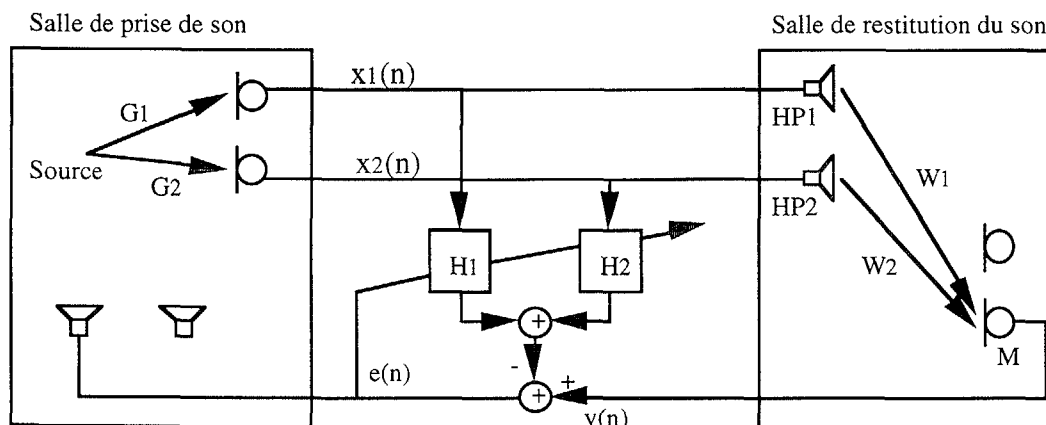 Salle de prise de son
Salle de restitution du son
x1(n)
G1
HP1
Source
x2(n)
G2
HP2
W1
H1
H2
W2
+
M
-
+
e(n)
+
y(n)